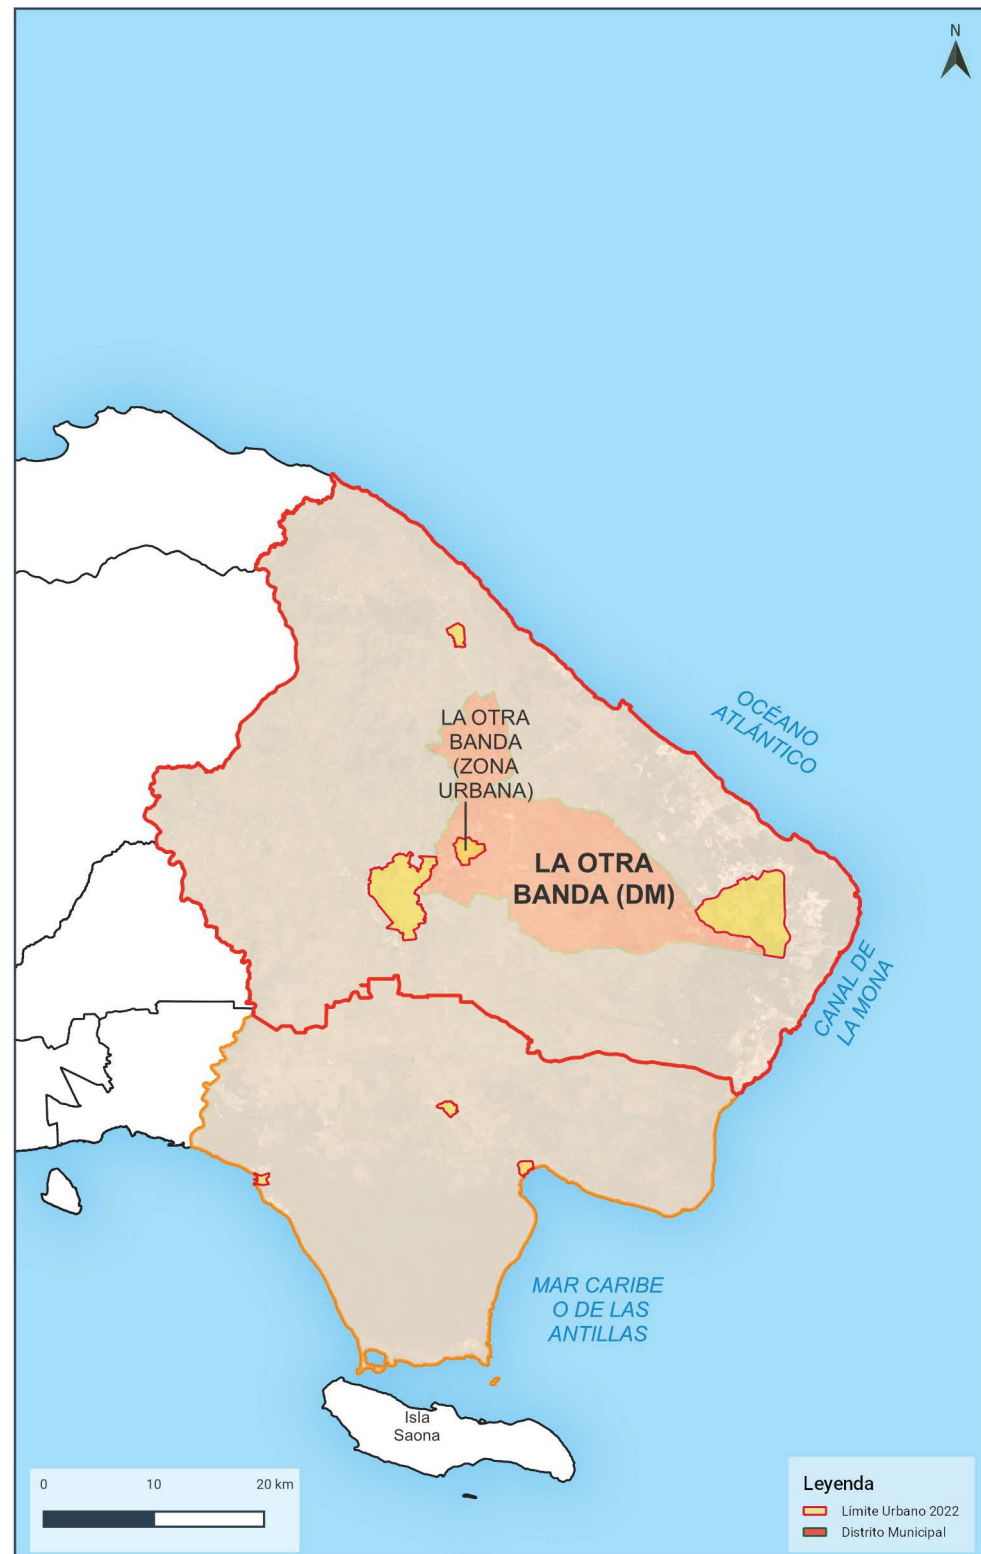 N
OCÉANO
ATLÁNTICO
LA OTRA
BANDA
(ZONA
URBANA)
LA OTRA
BANDA (DM)
CANAL DE
LA MONA
MAR CARIBE
O DE LAS
ANTILLAS
Isla
Saona
0 10 20 km
Leyenda
Límite Urbano 2022
Distrito Municipal